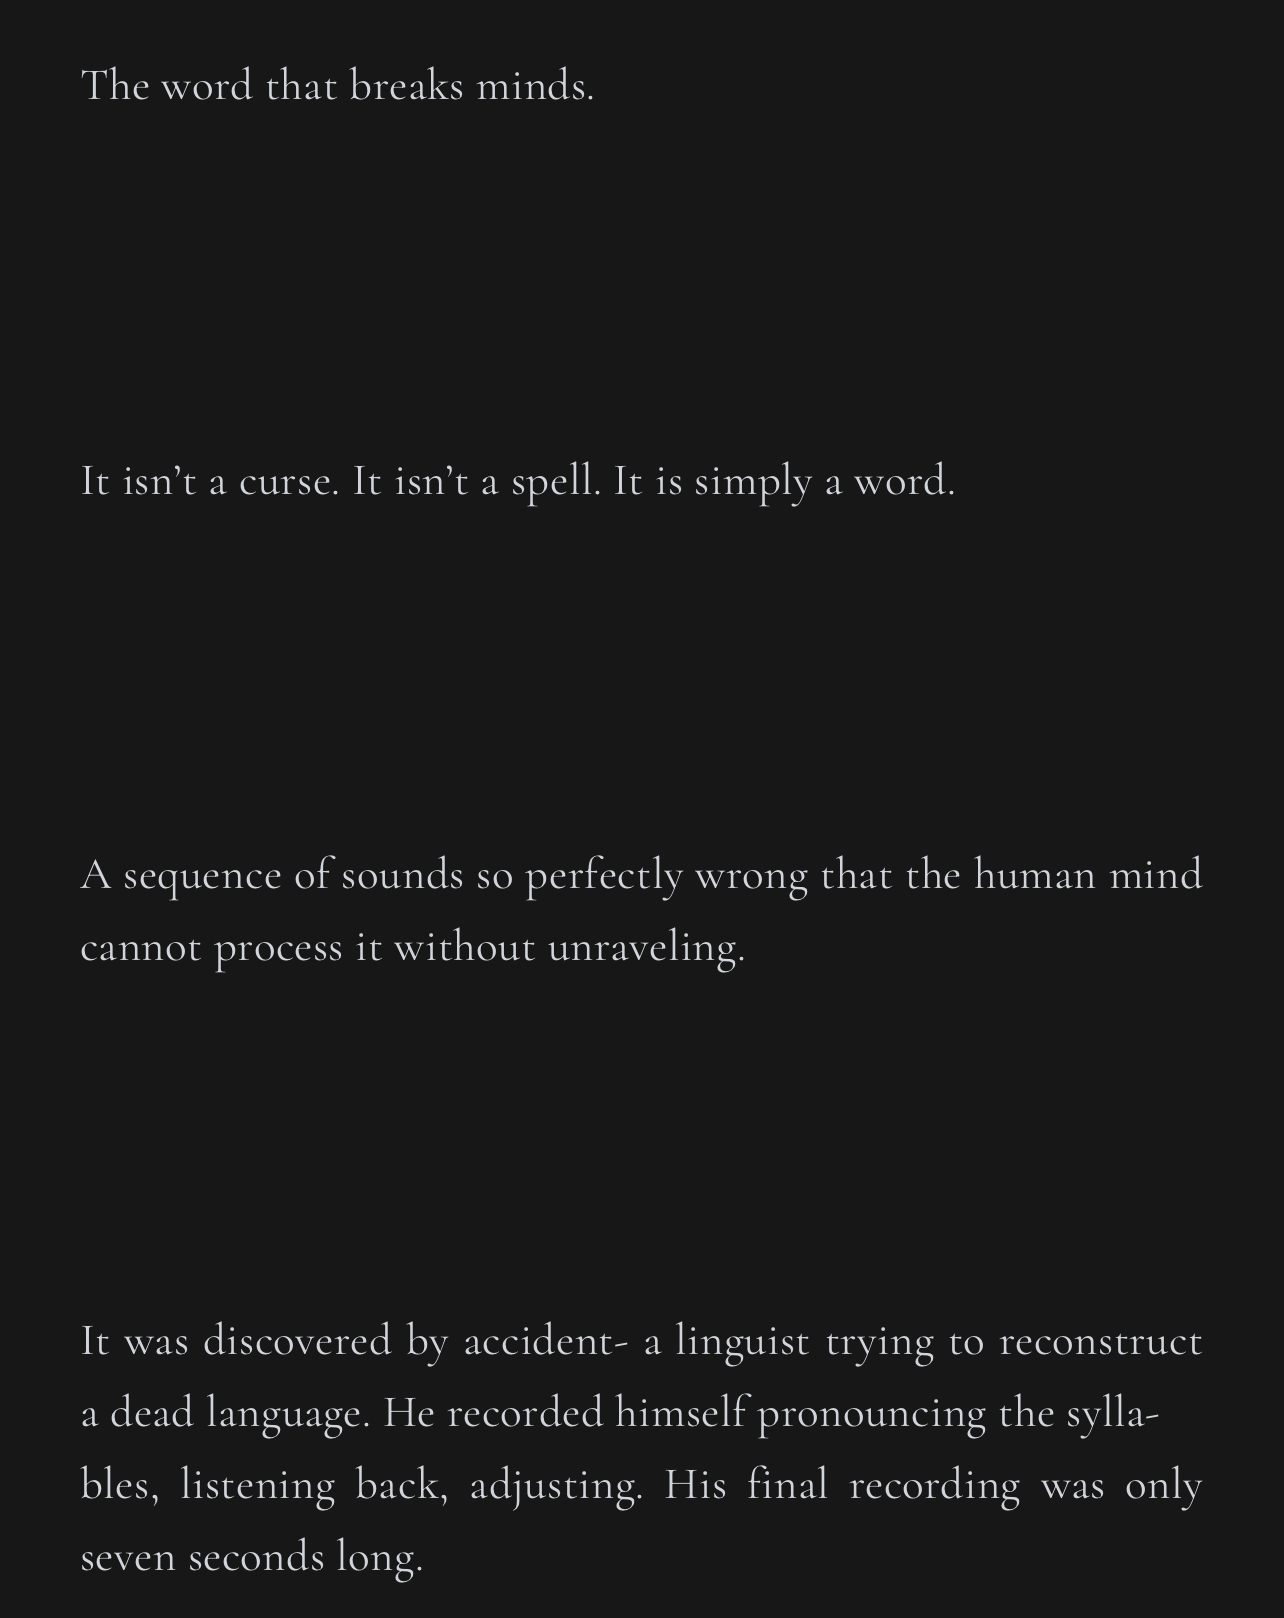 The word that breaks minds.
It isn’t a curse. It isn’t a spell. It is simply a word.
A sequence of sounds so perfectly wrong that the human mind
cannot process it without unraveling.
It was discovered by accident- a linguist trying to reconstruct
a dead language. He recorded himself pronouncing the sylla-
bles, listening back, adjusting. His final recording was only
seven seconds long.